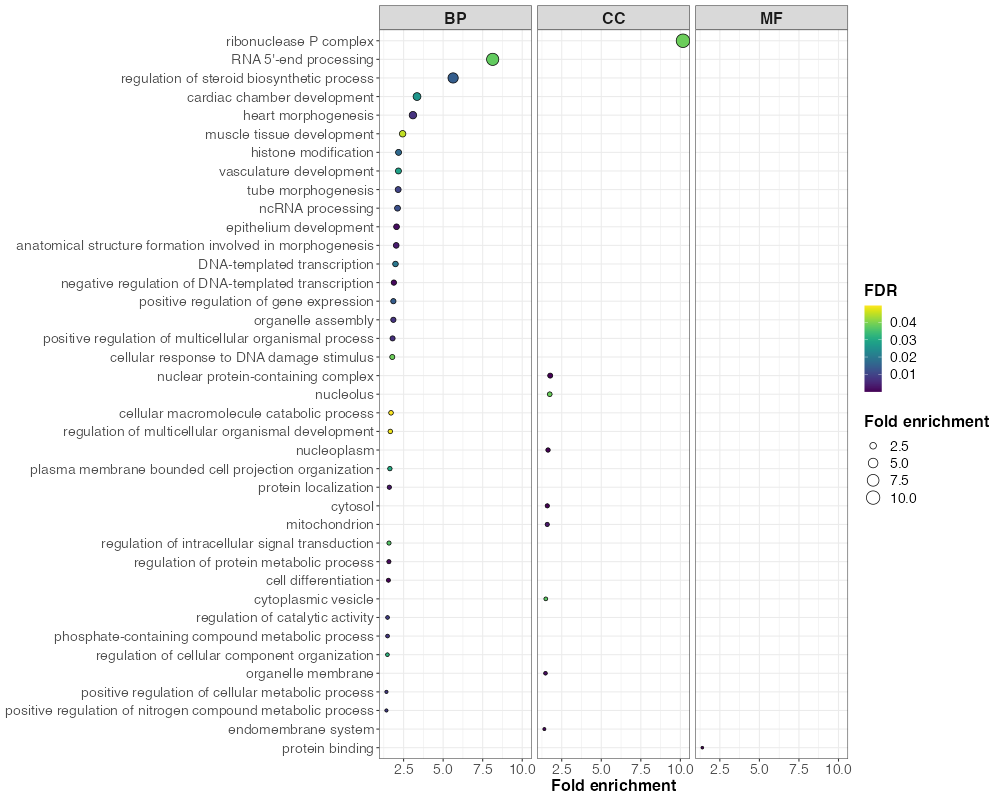 BP CC MF
ribonuclease P complex
RNA 5'-end processing
regulation of steroid biosynthetic process
cardiac chamber development
heart morphogenesis
muscle tissue development
histone modification
vasculature development
tube morphogenesis
ncRNA processing
epithelium development
anatomical structure formation involved in morphogenesis
DNA-templated transcription
negative regulation of DNA-templated transcription
positive regulation of gene expression
organelle assembly
positive regulation of multicellular organismal process
cellular response to DNA damage stimulus
nuclear protein-containing complex
nucleolus
cellular macromolecule catabolic process
regulation of multicellular organismal development
nucleoplasm
plasma membrane bounded cell projection organization
protein localization
cytosol
mitochondrion
regulation of intracellular signal transduction
regulation of protein metabolic process
cell differentiation
cytoplasmic vesicle
regulation of catalytic activity
phosphate-containing compound metabolic process
regulation of cellular component organization
organelle membrane
positive regulation of cellular metabolic process
positive regulation of nitrogen compound metabolic process
endomembrane system
protein binding
2.5 5.0 7.5 10.0 2.5 5.0 7.5 10.0 2.5 5.0 7.5 10.0
Fold enrichment
FDR
0.04
0.03
0.02
0.01
Fold enrichment
2.5
5.0
7.5
10.0